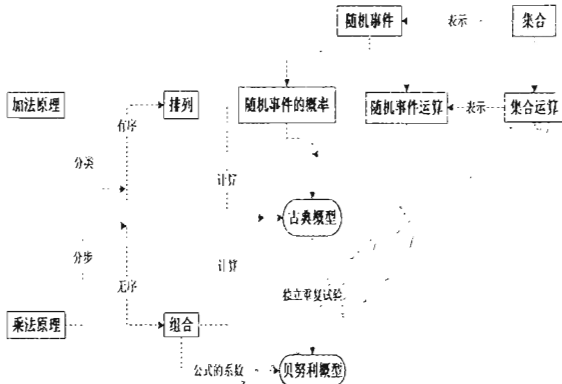 随机事件
表示
集合
加法原理
排列
随机事件的概率
随机事件运算
表示
集合运算
有序
分类
计算
古典概型
分步
计算
无序
独立重复试验
乘法原理
组合
公式的系数
贝努利概型